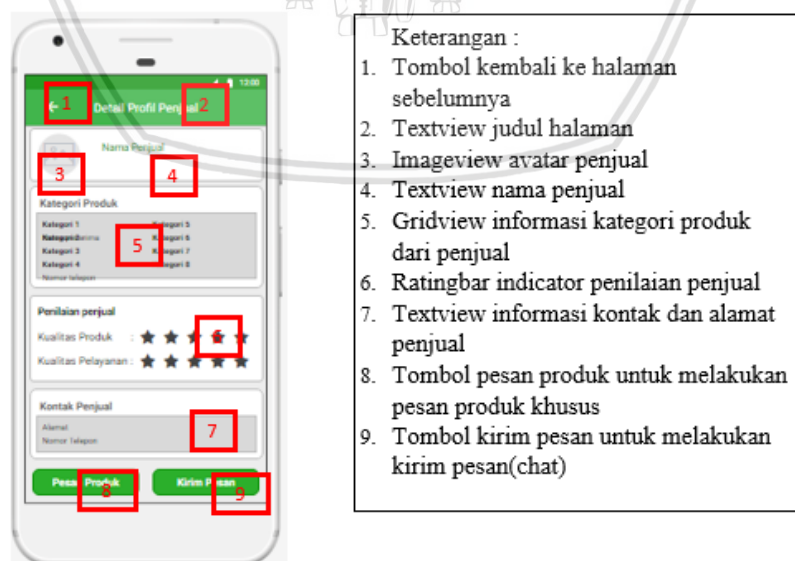 12:00
1
Detail Profil Penjual
2
Nama Penjual
3
4
Kategori Produk
Kategori 1 Kategori 5
Kategori 6
Kategori 3 Kategori 7
Kategori 4 Kategori 8
Nomor telepon
5
Penilaian penjual
Kualitas Produk :
6
Kualitas Pelayanan :
Kontak Penjual
Alamat
Nomor Telepon
7
Pesan Produk Kirim Pesan
8 9
Keterangan :
1. Tombol kembali ke halaman
sebelumnya
2. Textview judul halaman
3. Imageview avatar penjual
4. Textview nama penjual
5. Gridview informasi kategori produk
dari penjual
6. Ratingbar indicator penilaian penjual
7. Textview informasi kontak dan alamat
penjual
8. Tombol pesan produk untuk melakukan
pesan produk khusus
9. Tombol kirim pesan untuk melakukan
kirim pesan(chat)